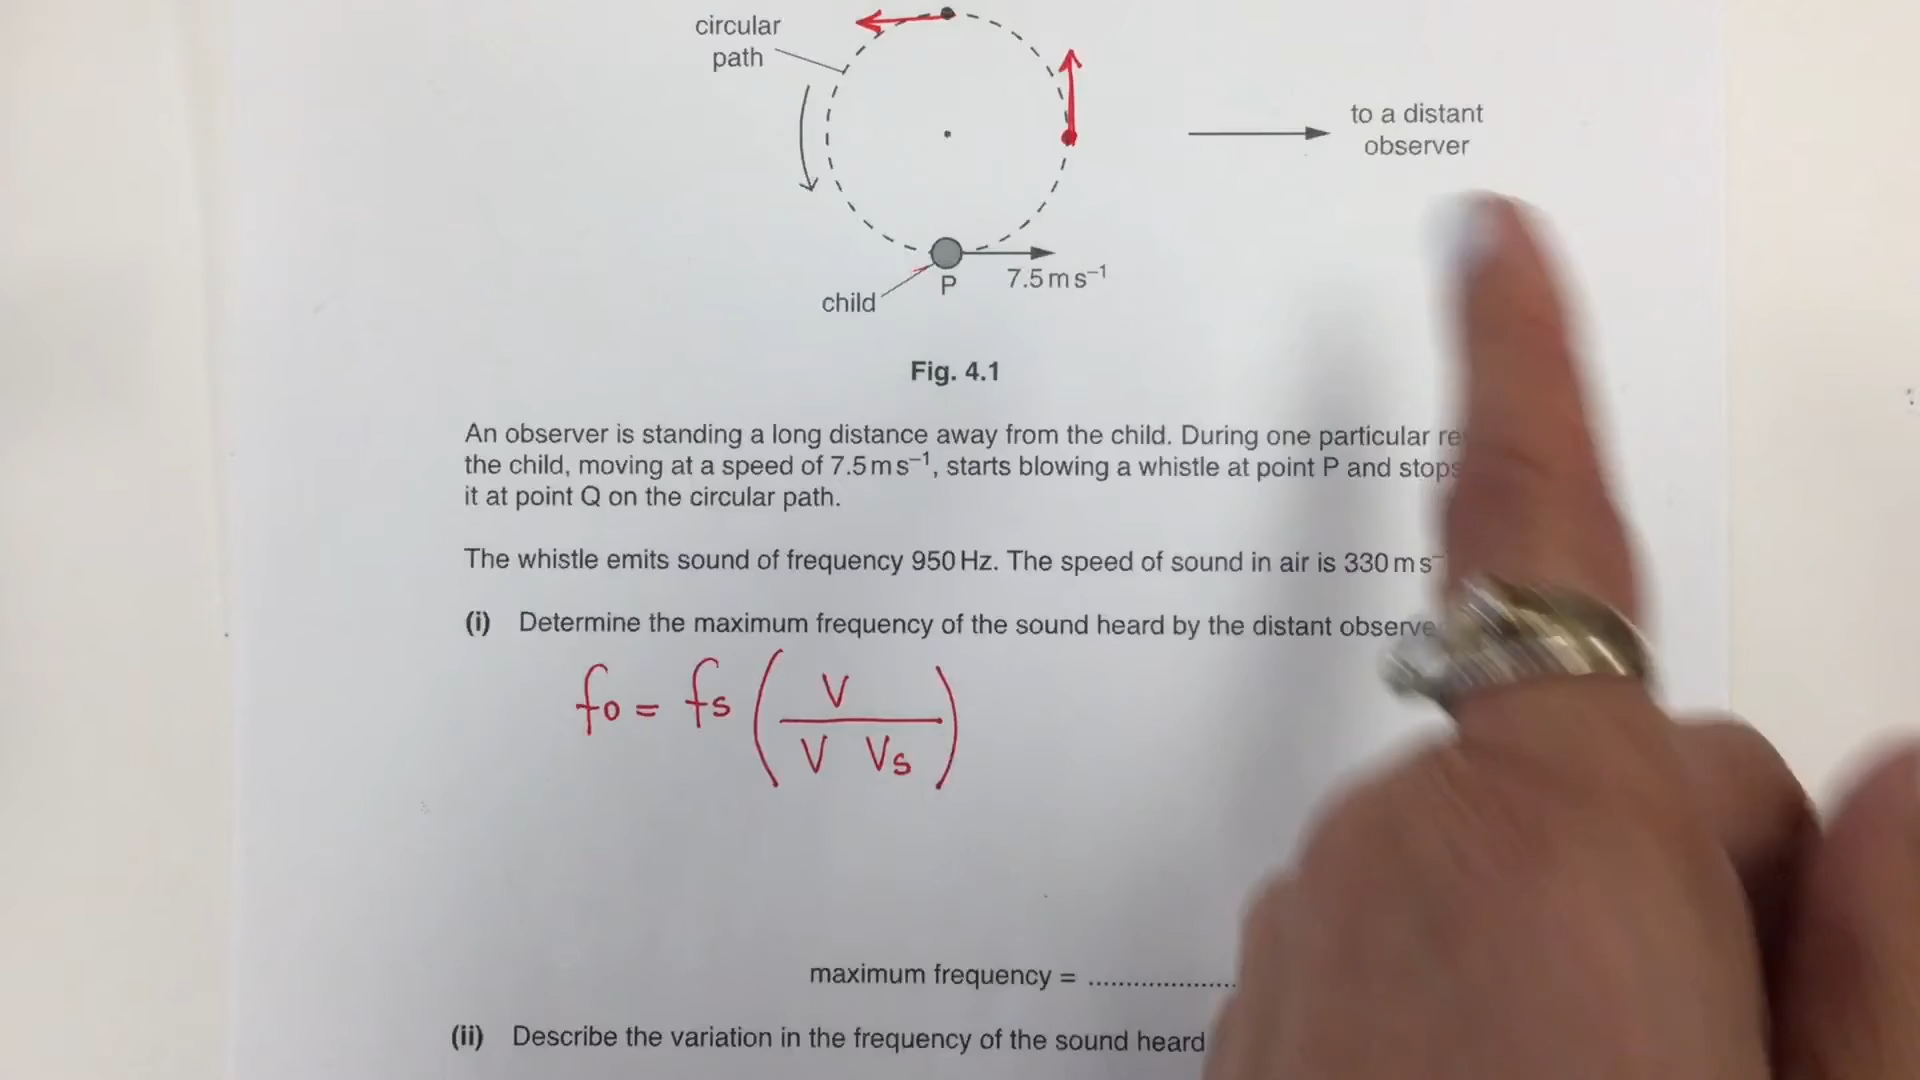 circular
path
to a distant
observer
7.5 m s⁻¹
P
child
Fig. 4.1
An observer is standing a long distance away from the child. During one particular
the child, moving at a speed of 7.5 m s⁻¹, starts blowing a whistle at point P and stops
it at point Q on the circular path.
The whistle emits sound of frequency 950 Hz. The speed of sound in air is 330 m s⁻
(i) Determine the maximum frequency of the sound heard by the distant
fo = fs ( V / V Vs )
maximum frequency = ....................
(ii) Describe the variation in the frequency of the sound heard